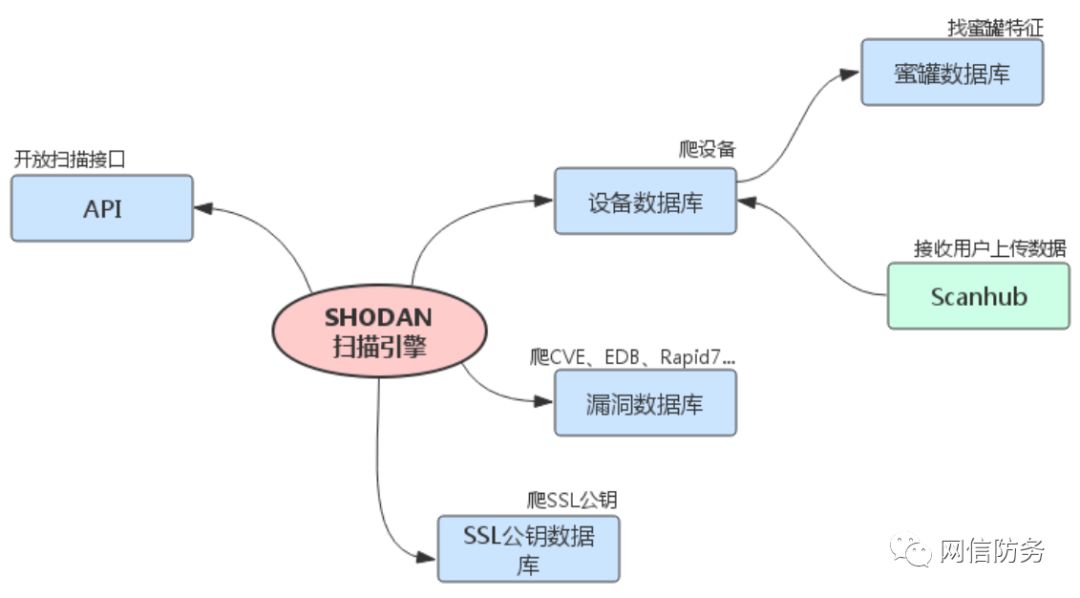 找蜜罐特征
蜜罐数据库
爬设备
开放扫描接口
设备数据库
API
接收用户上传数据
Scanhub
SHODAN
扫描引擎
爬CVE、EDB、Rapid7...
漏洞数据库
爬SSL公钥
SSL公钥数据
库
网信防务